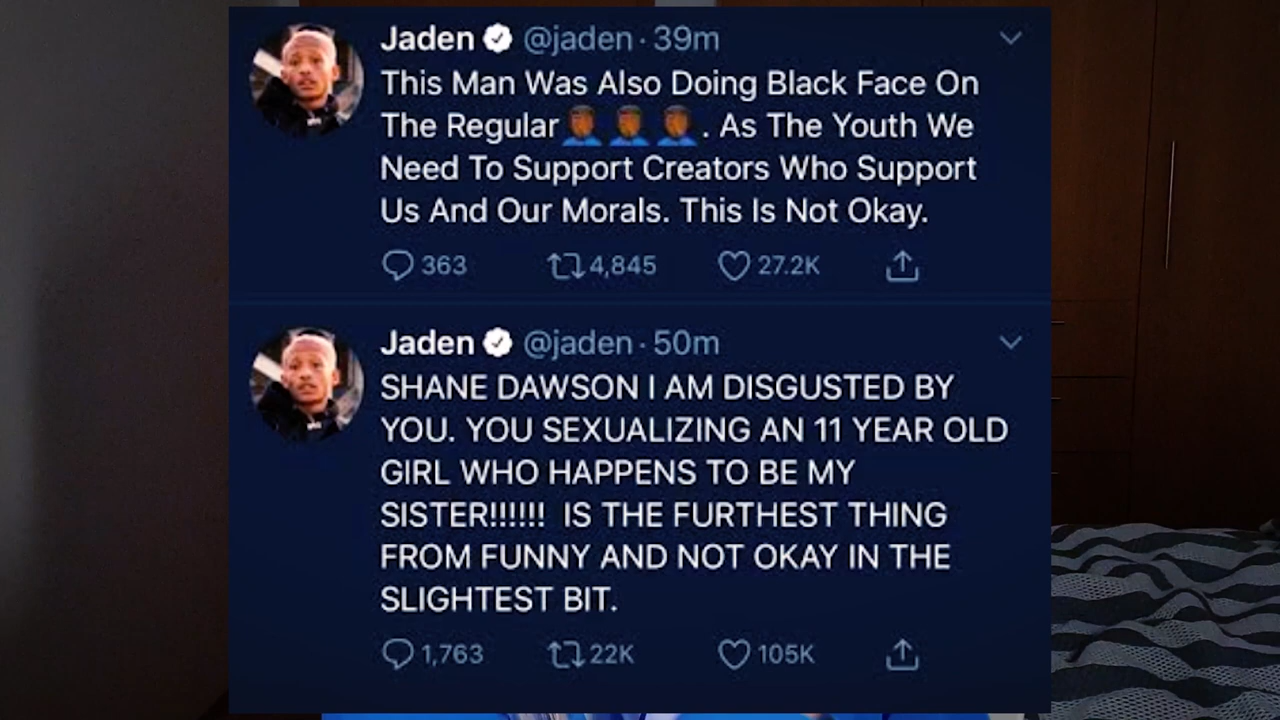 Jaden @jaden · 39m
This Man Was Also Doing Black Face On
The Regular🤦🏾‍♂️🤦🏾‍♂️🤦🏾‍♂️. As The Youth We
Need To Support Creators Who Support
Us And Our Morals. This Is Not Okay.
363 4,845 27.2K
Jaden @jaden · 50m
SHANE DAWSON I AM DISGUSTED BY
YOU. YOU SEXUALIZING AN 11 YEAR OLD
GIRL WHO HAPPENS TO BE MY
SISTER!!!!!! IS THE FURTHEST THING
FROM FUNNY AND NOT OKAY IN THE
SLIGHTEST BIT.
1,763 22K 105K